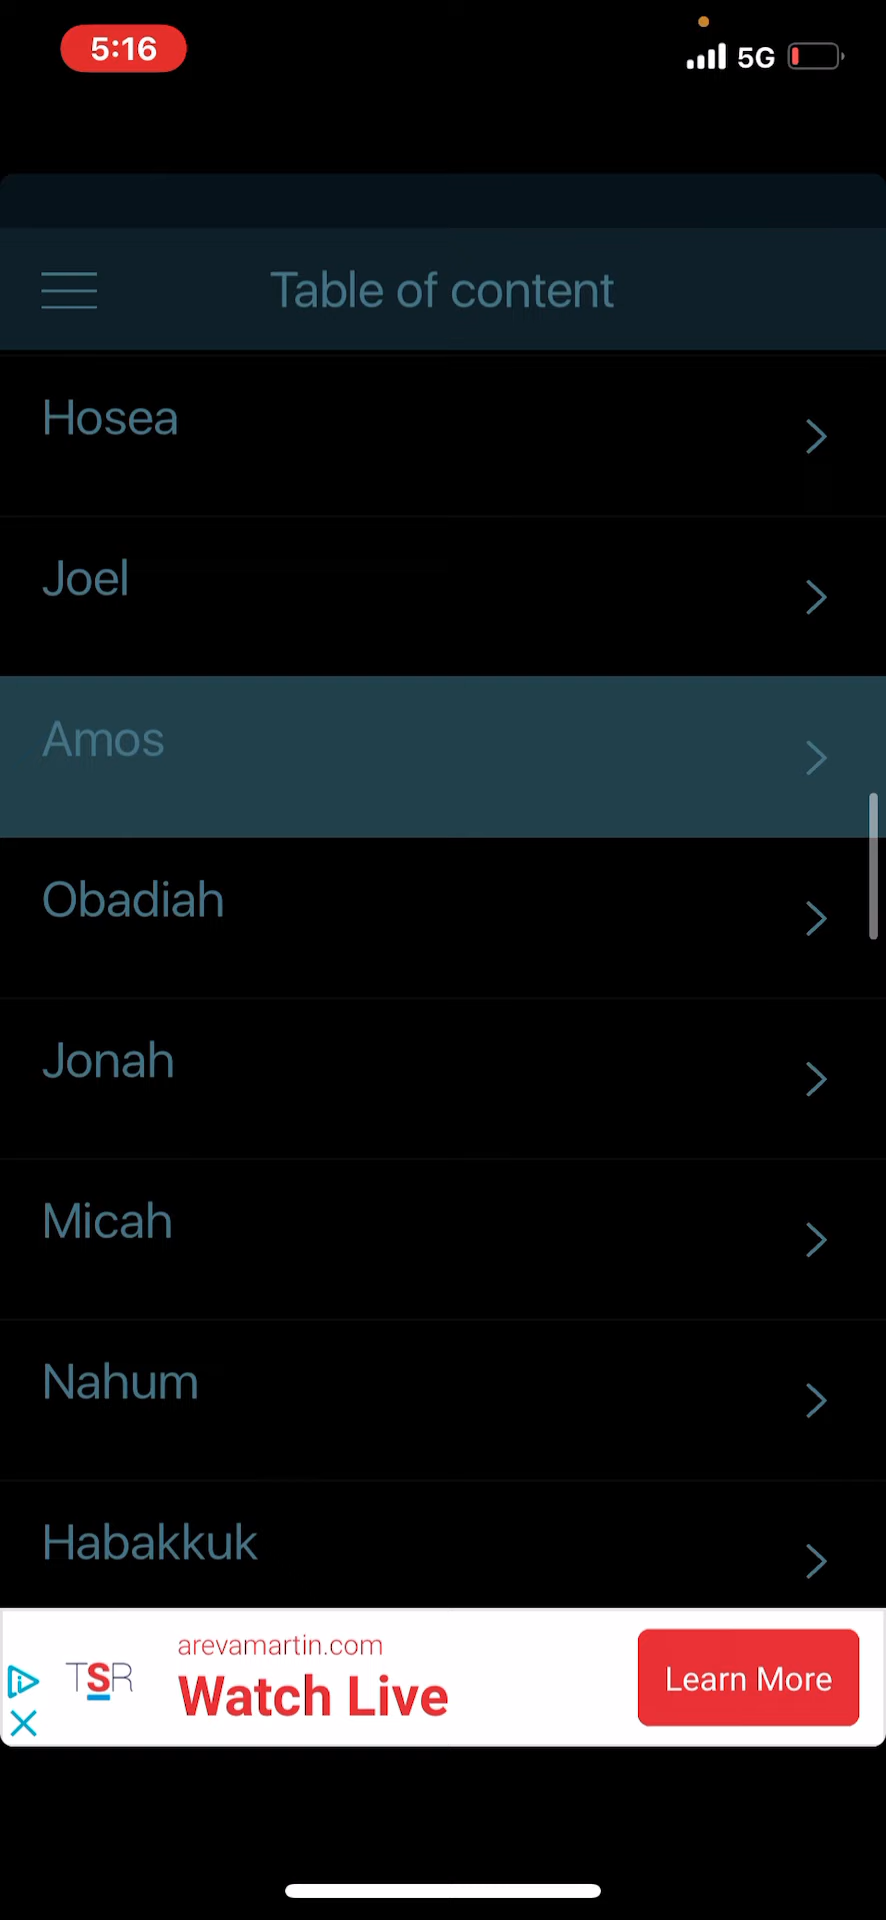 5:16
5G
Table of content
Hosea
Joel
Amos
Obadiah
Jonah
Micah
Nahum
Habakkuk
TSR
arevamartin.com
Watch Live
Learn More